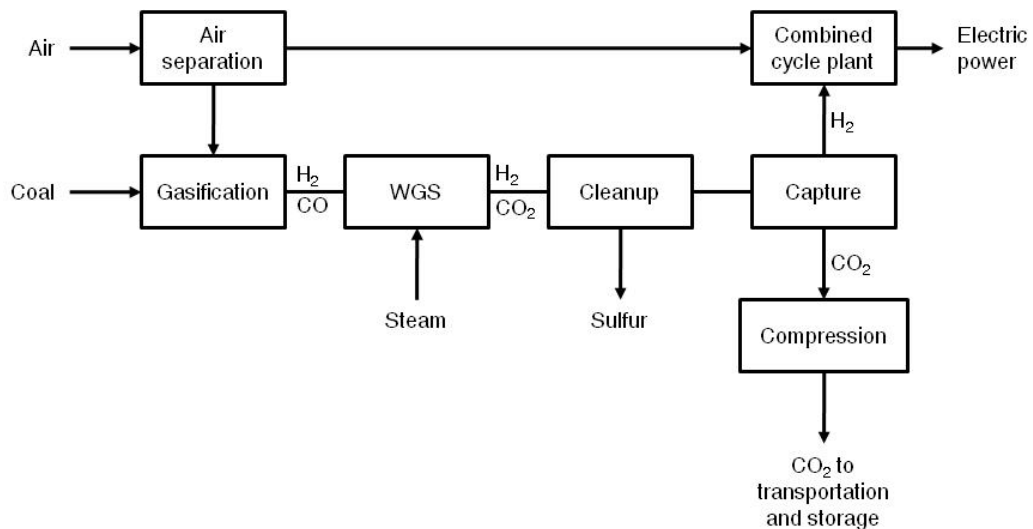 Air
Air
separation
Combined
cycle plant
Electric
power
H₂
Coal
Gasification
H₂
CO
WGS
H₂
CO₂
Cleanup
Capture
CO₂
Steam
Sulfur
Compression
CO₂ to
transportation
and storage